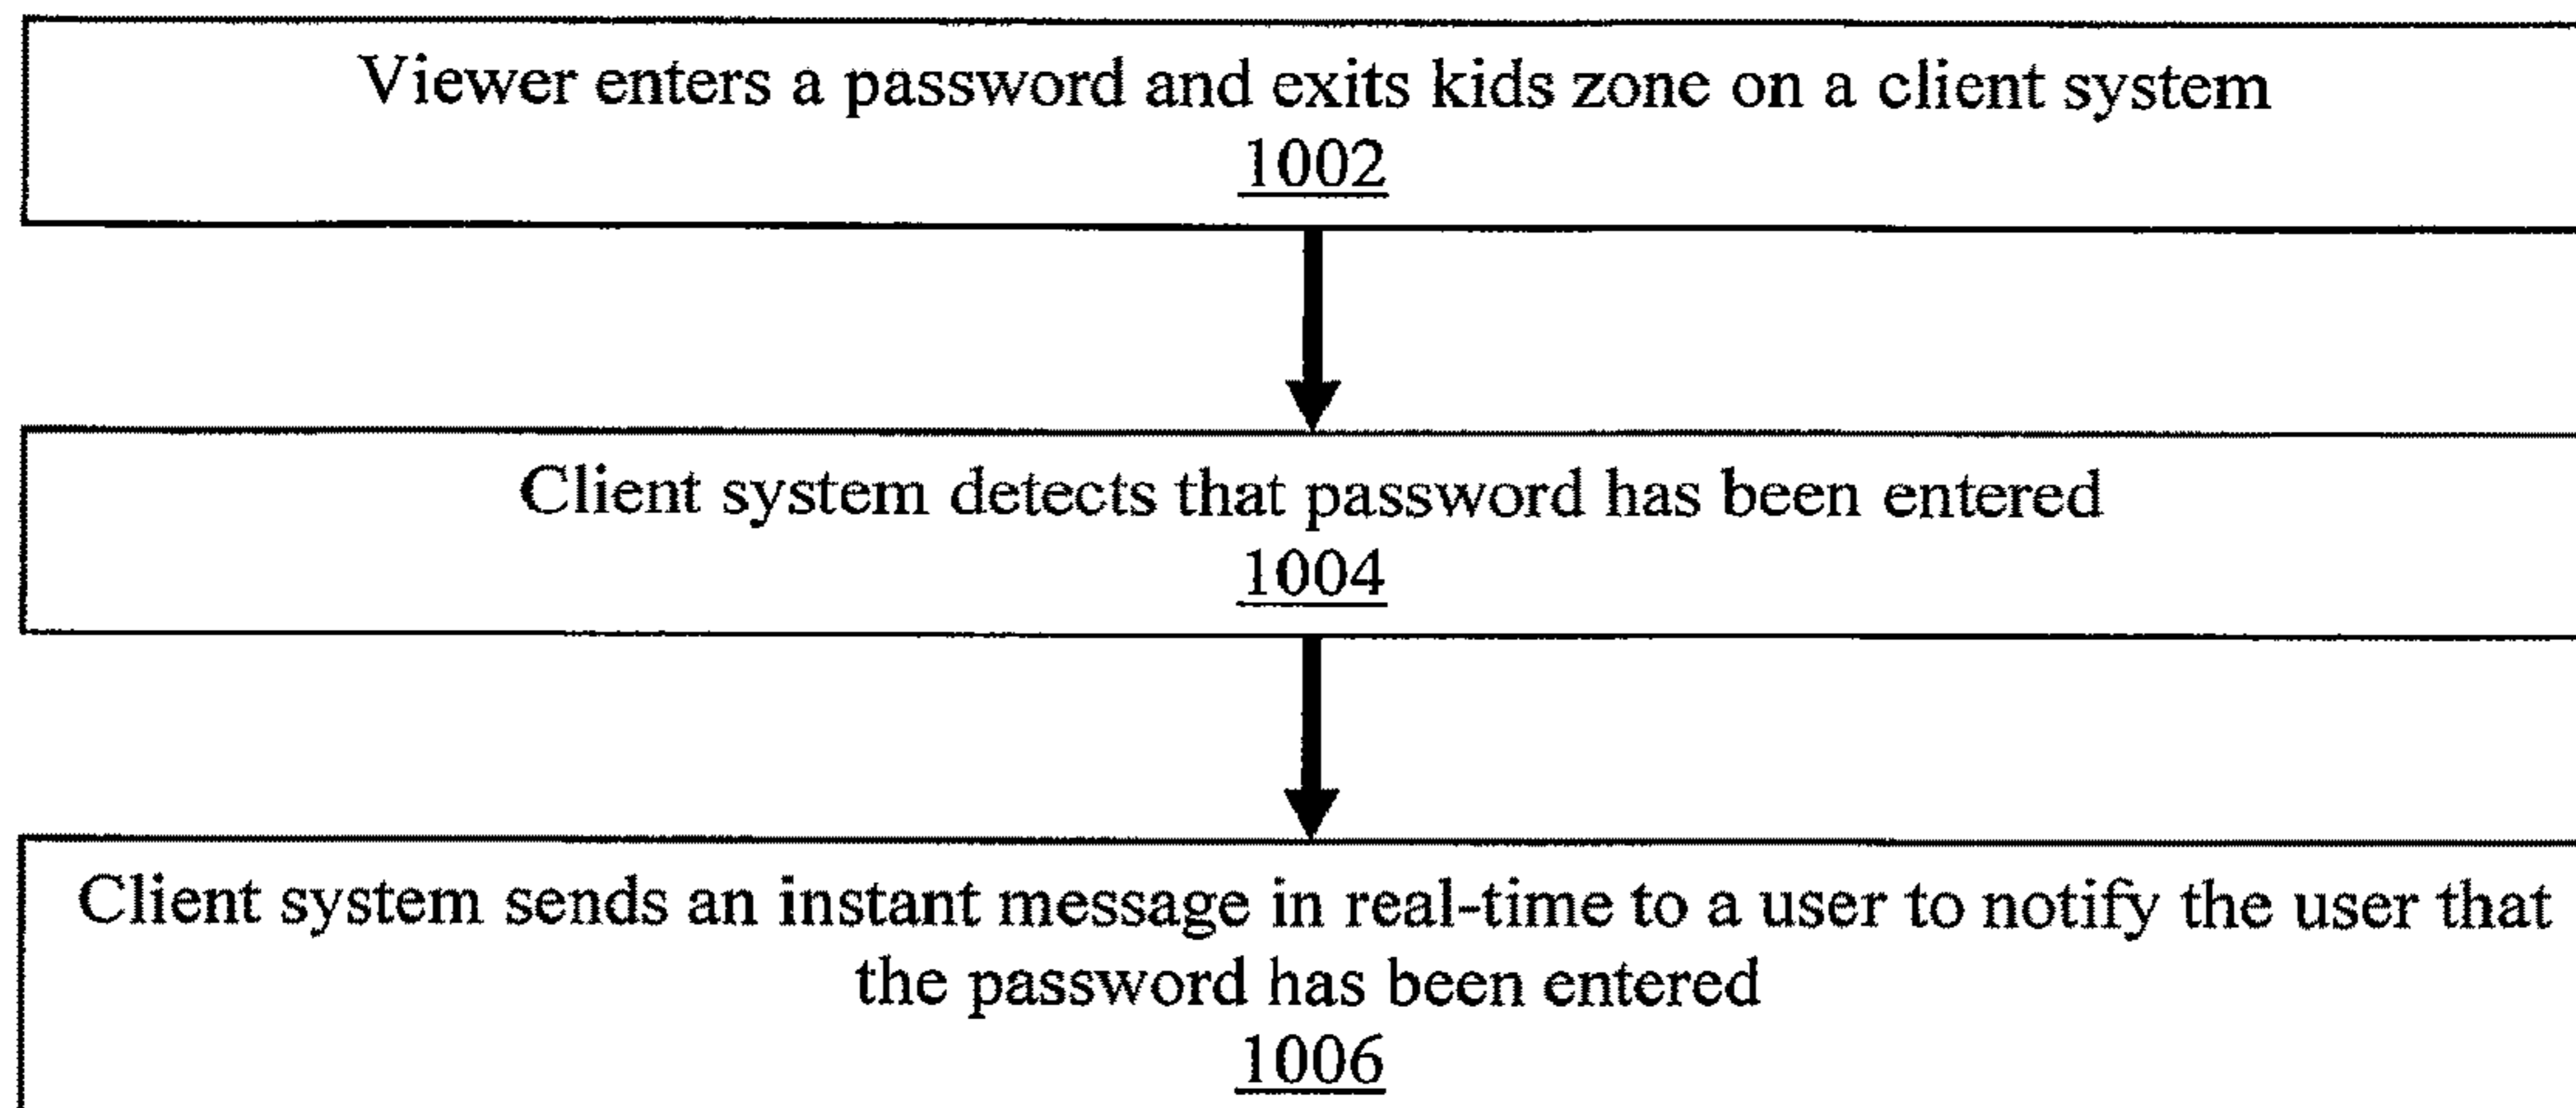 Viewer enters a password and exits kids zone on a client system
1002
Client system detects that password has been entered
1004
Client system sends an instant message in real-time to a user to notify the user that
the password has been entered
1006